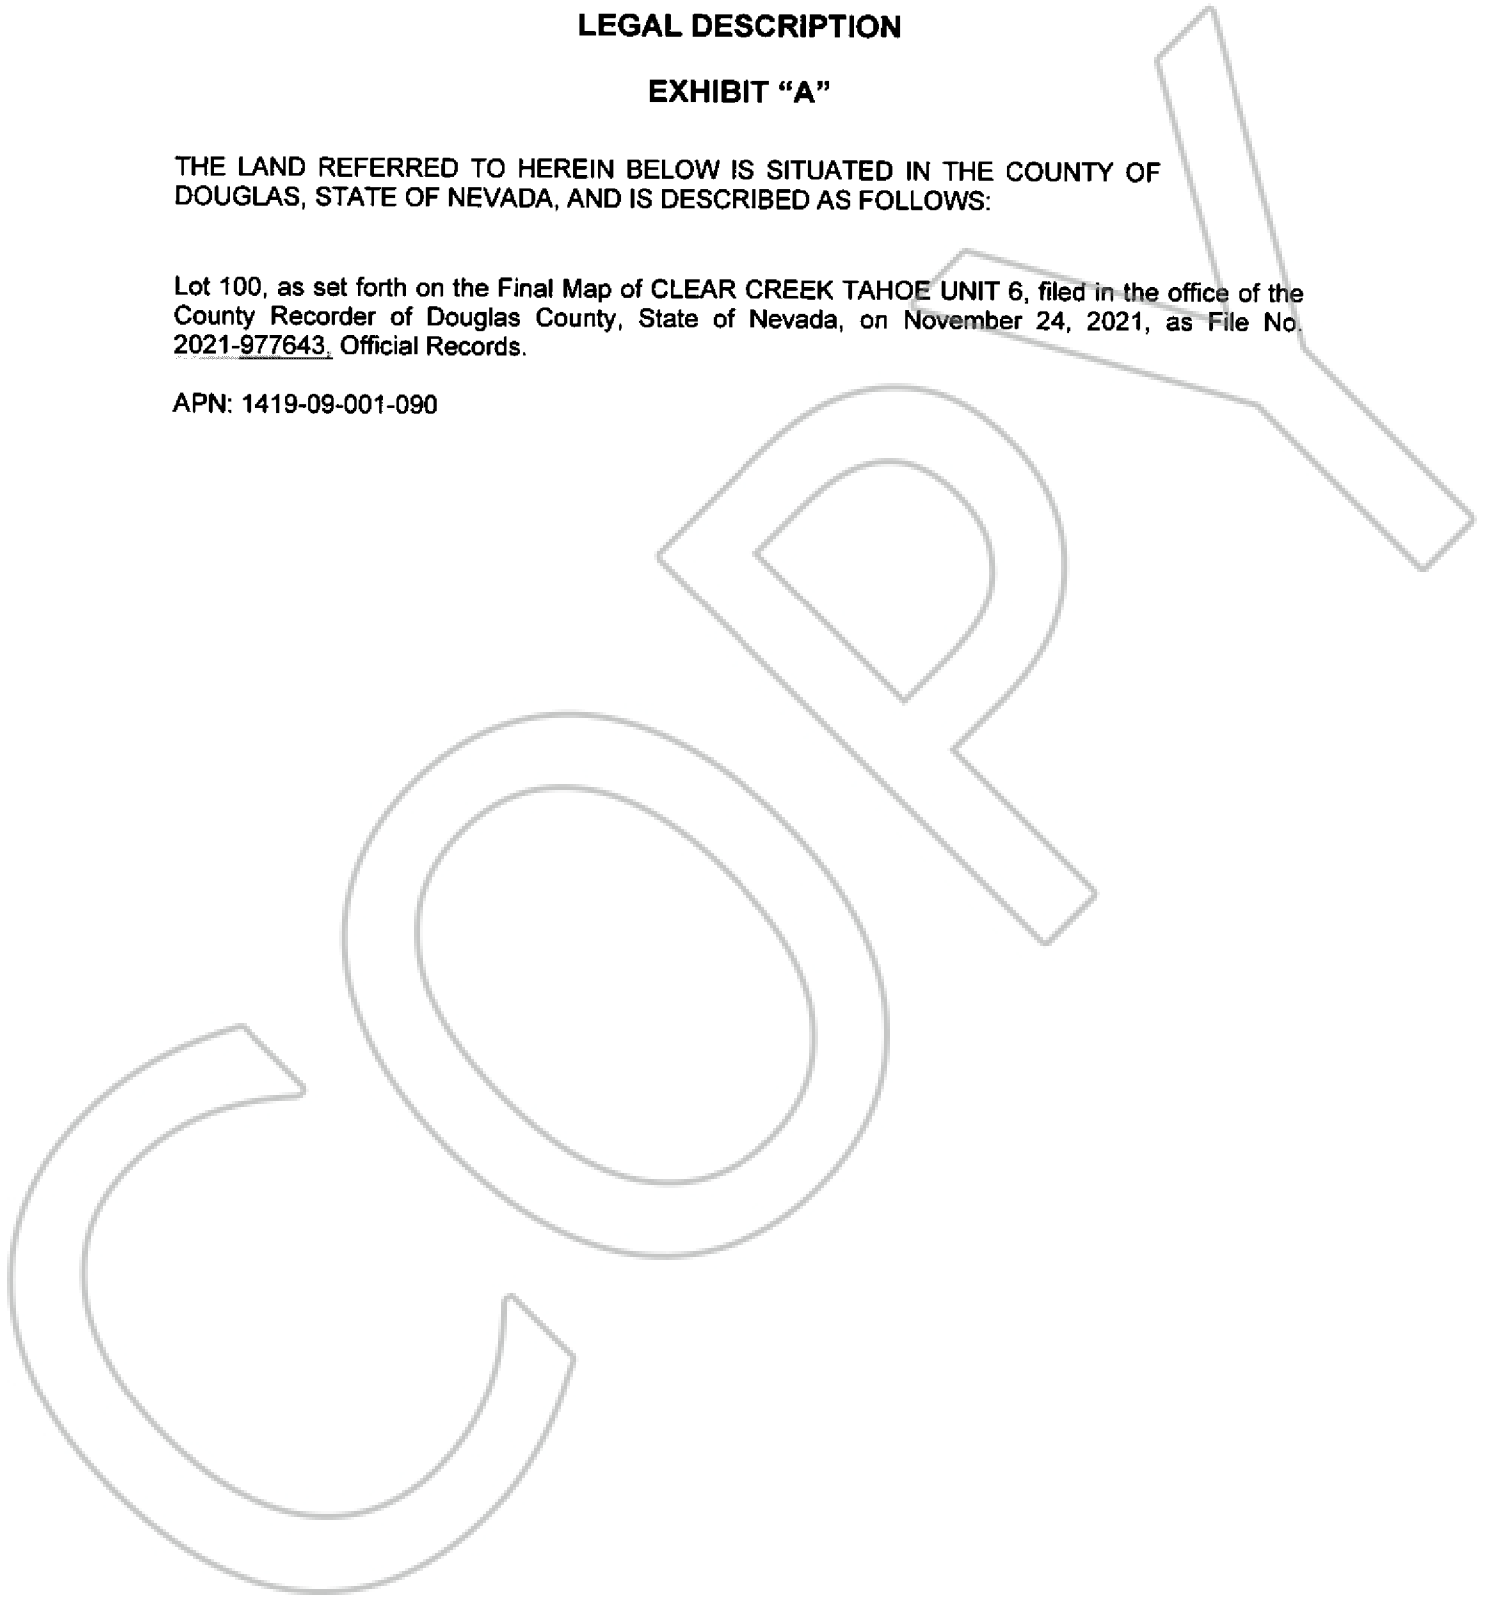 LEGAL DESCRIPTION
EXHIBIT “A”
THE LAND REFERRED TO HEREIN BELOW IS SITUATED IN THE COUNTY OF
DOUGLAS, STATE OF NEVADA, AND IS DESCRIBED AS FOLLOWS:
Lot 100, as set forth on the Final Map of CLEAR CREEK TAHOE UNIT 6, filed in the office of the
County Recorder of Douglas County, State of Nevada, on November 24, 2021, as File No.
2021-977643, Official Records.
APN: 1419-09-001-090
COPY